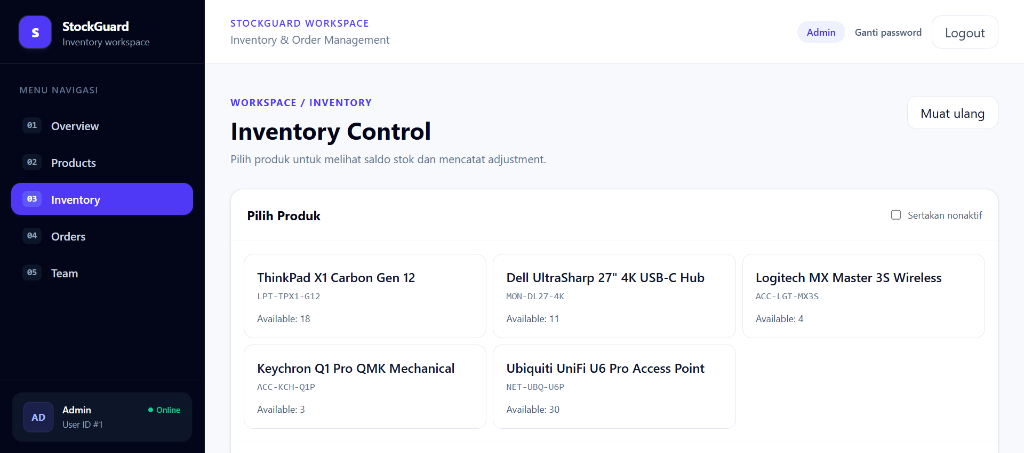 S
StockGuard
Inventory workspace
MENU NAVIGASI
01 Overview
02 Products
03 Inventory
04 Orders
05 Team
AD
Admin
Online
User ID #1
STOCKGUARD WORKSPACE
Inventory & Order Management
Admin
Ganti password
Logout
WORKSPACE / INVENTORY
Inventory Control
Pilih produk untuk melihat saldo stok dan mencatat adjustment.
Muat ulang
Pilih Produk
Sertakan nonaktif
ThinkPad X1 Carbon Gen 12
LPT-TPX1-G12
Available: 18
Dell UltraSharp 27" 4K USB-C Hub
MON-DL27-4K
Available: 11
Logitech MX Master 3S Wireless
ACC-LGT-MX3S
Available: 4
Keychron Q1 Pro QMK Mechanical
ACC-KCH-Q1P
Available: 3
Ubiquiti UniFi U6 Pro Access Point
NET-UBQ-U6P
Available: 30